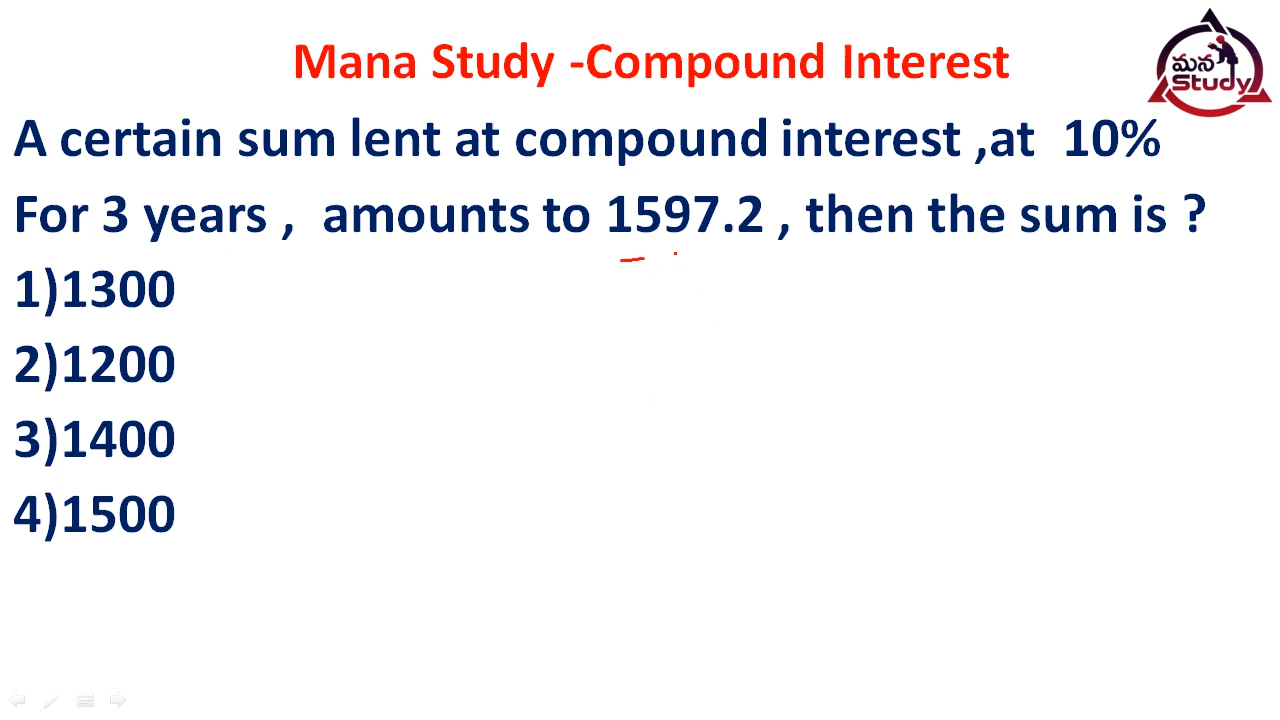 Mana Study -Compound Interest
మన
Study
A certain sum lent at compound interest ,at 10%
For 3 years , amounts to 1597.2 , then the sum is ?
1)1300
2)1200
3)1400
4)1500